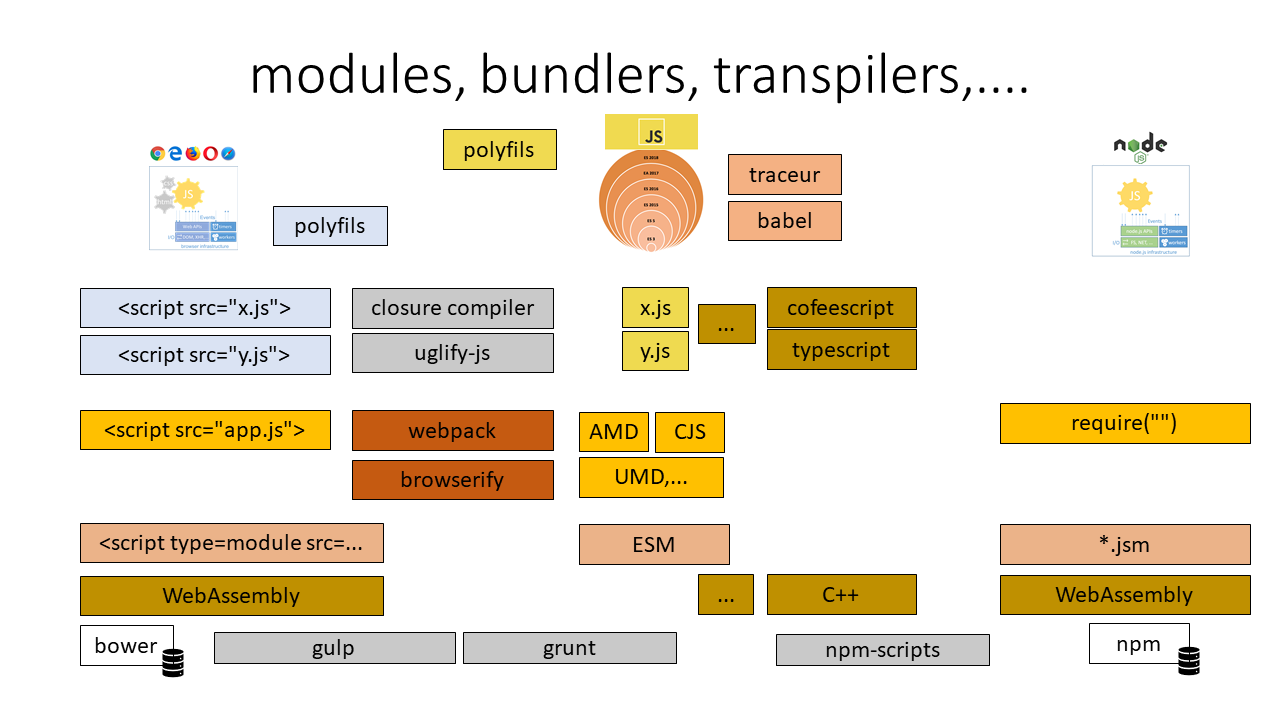 modules, bundlers, transpilers,....
polyfils
JS
ES 2018
EA 2017
ES 2016
ES 2015
ES 5
ES 3
traceur
babel
node
JS
polyfils
JS
html
Events
Web APIs
timers
I/O
DOM, XHR, ...
workers
browser infrastructure
JS
Events
Node.js APIs
timers
I/O
FS, NET, ...
workers
node.js infrastructure
<script src="x.js">
closure compiler
x.js
...
cofeescript
<script src="y.js">
uglify-js
y.js
typescript
<script src="app.js">
webpack
AMD
CJS
require("")
browserify
UMD,...
<script type=module src=...
ESM
*.jsm
WebAssembly
...
C++
WebAssembly
bower
gulp
grunt
npm-scripts
npm